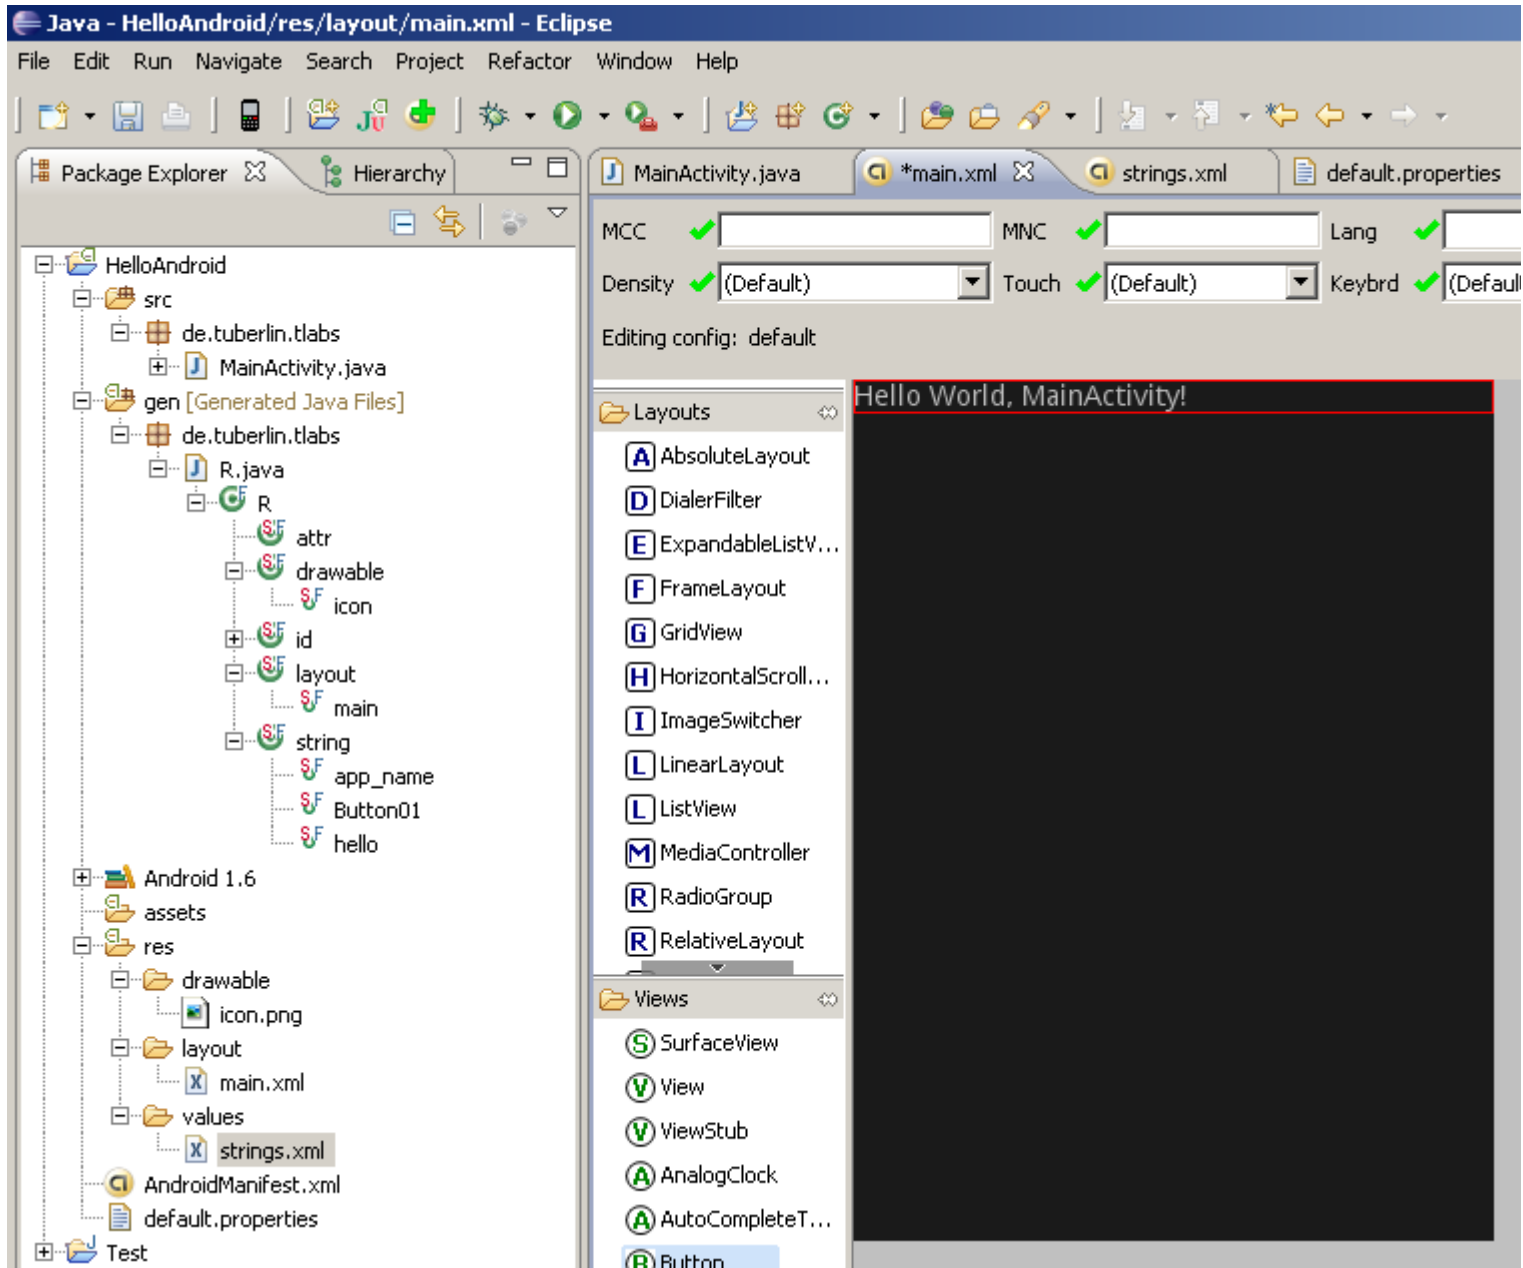 Java - HelloAndroid/res/layout/main.xml - Eclipse
File Edit Run Navigate Search Project Refactor Window Help
Package Explorer Hierarchy
MainActivity.java *main.xml strings.xml default.properties
MCC MNC Lang
Density (Default) Touch (Default) Keybrd (Defaul
Editing config: default
HelloAndroid
src
de.tuberlin.tlabs
MainActivity.java
gen [Generated Java Files]
de.tuberlin.tlabs
R.java
R
attr
drawable
icon
id
layout
main
string
app_name
Button01
hello
Android 1.6
assets
res
drawable
icon.png
layout
main.xml
values
strings.xml
AndroidManifest.xml
default.properties
Test
Layouts
A AbsoluteLayout
D DialerFilter
E ExpandableListV...
F FrameLayout
G GridView
H HorizontalScroll...
I ImageSwitcher
L LinearLayout
L ListView
M MediaController
R RadioGroup
R RelativeLayout
Views
S SurfaceView
V View
V ViewStub
A AnalogClock
A AutoCompleteT...
B Button
Hello World, MainActivity!